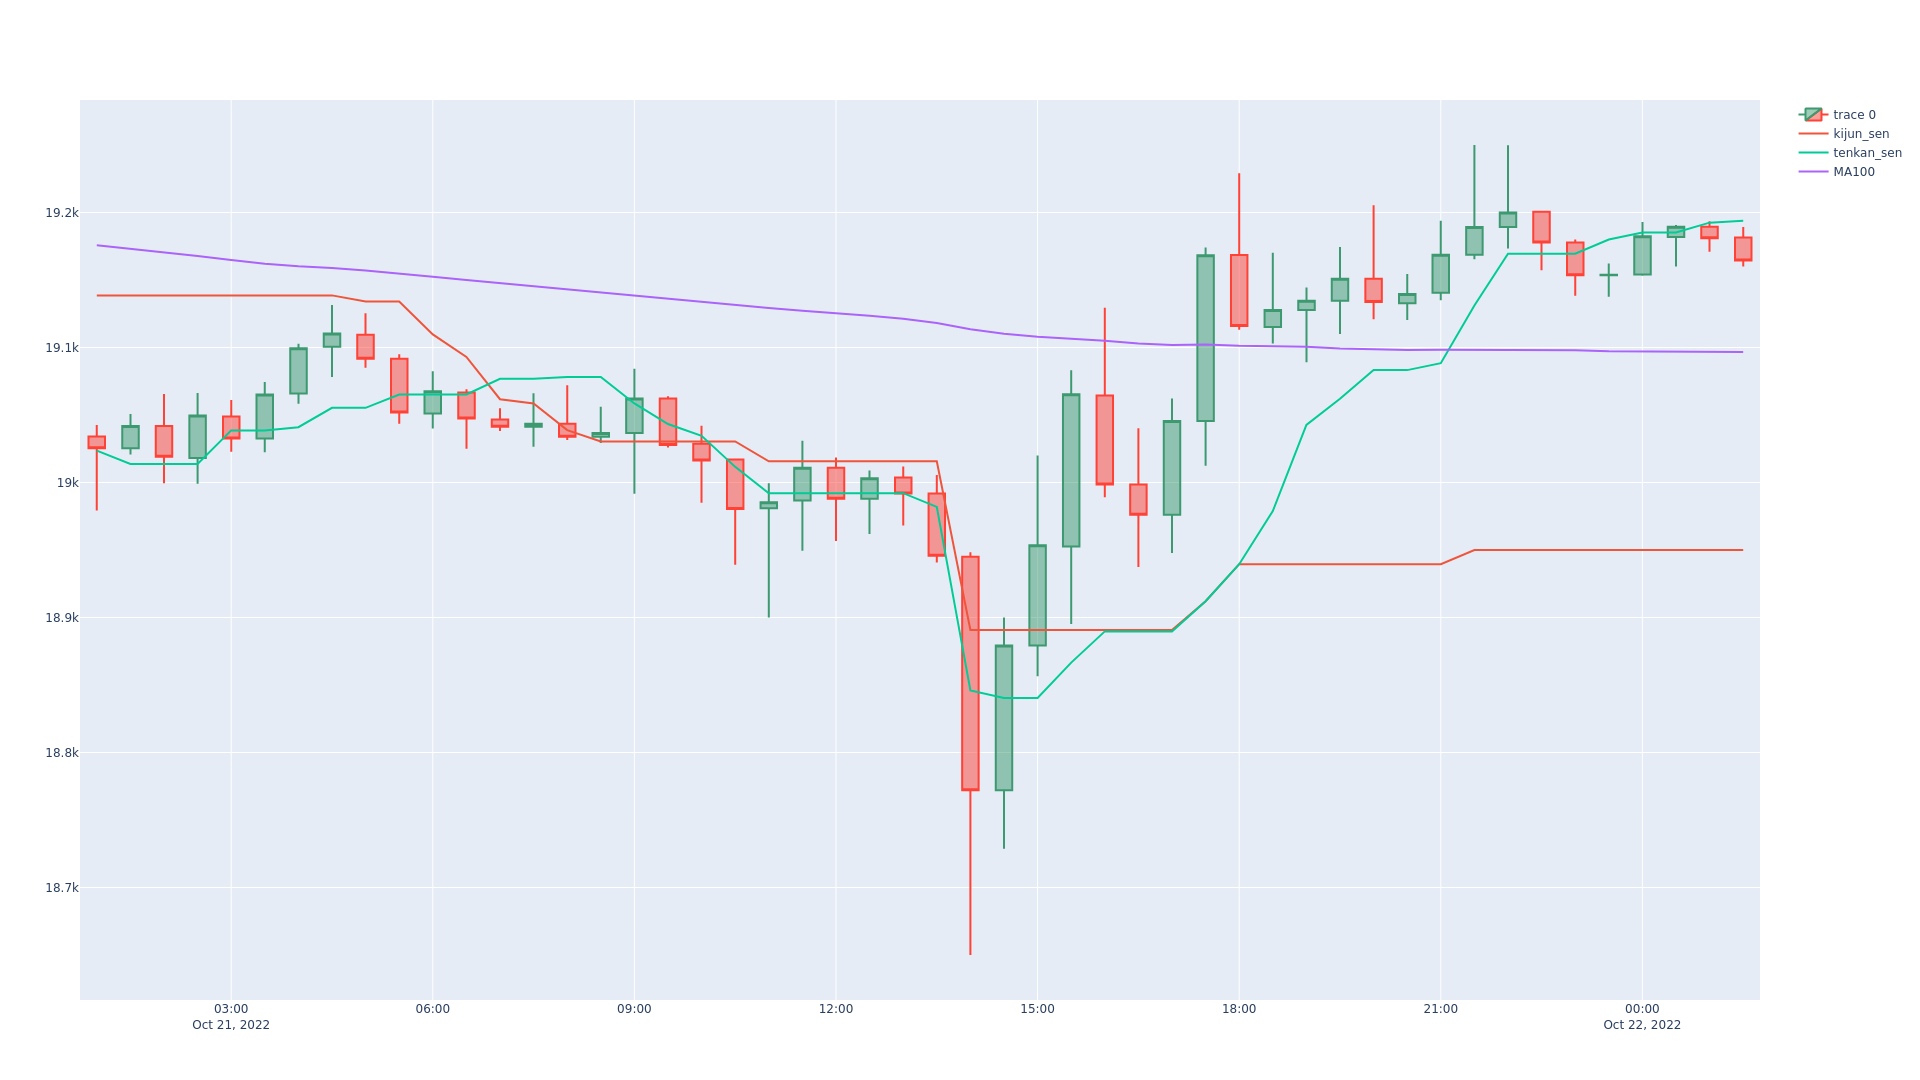 trace 0
kijun_sen
tenkan_sen
MA100
19.2k
19.1k
19k
18.9k
18.8k
18.7k
03:00 06:00 09:00 12:00 15:00 18:00 21:00 00:00
Oct 21, 2022 Oct 22, 2022